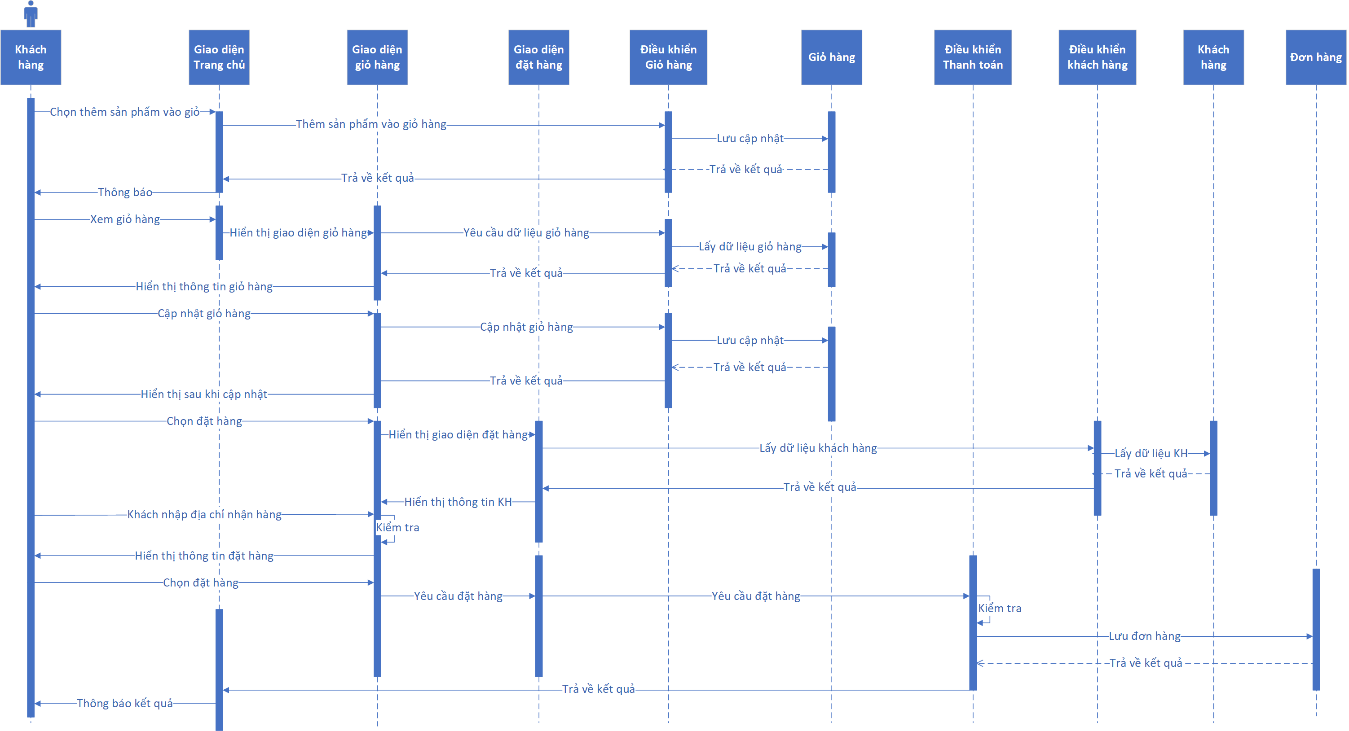 Khách
hàng
Giao diện
Trang chủ
Giao diện
giỏ hàng
Giao diện
đặt hàng
Điều khiển
Giỏ hàng
Giỏ hàng
Điều khiển
Thanh toán
Điều khiển
khách hàng
Khách
hàng
Đơn hàng
Chọn thêm sản phẩm vào giỏ
Thêm sản phẩm vào giỏ hàng
Lưu cập nhật
Trả về kết quả
Trả về kết quả
Thông báo
Xem giỏ hàng
Hiển thị giao diện giỏ hàng
Yêu cầu dữ liệu giỏ hàng
Lấy dữ liệu giỏ hàng
Trả về kết quả
Trả về kết quả
Hiển thị thông tin giỏ hàng
Cập nhật giỏ hàng
Cập nhật giỏ hàng
Lưu cập nhật
Trả về kết quả
Trả về kết quả
Hiển thị sau khi cập nhật
Chọn đặt hàng
Hiển thị giao diện đặt hàng
Lấy dữ liệu khách hàng
Lấy dữ liệu KH
Trả về kết quả
Trả về kết quả
Hiển thị thông tin KH
Khách nhập địa chỉ nhận hàng
Kiểm tra
Hiển thị thông tin đặt hàng
Chọn đặt hàng
Yêu cầu đặt hàng
Yêu cầu đặt hàng
Kiểm tra
Lưu đơn hàng
Trả về kết quả
Trả về kết quả
Thông báo kết quả